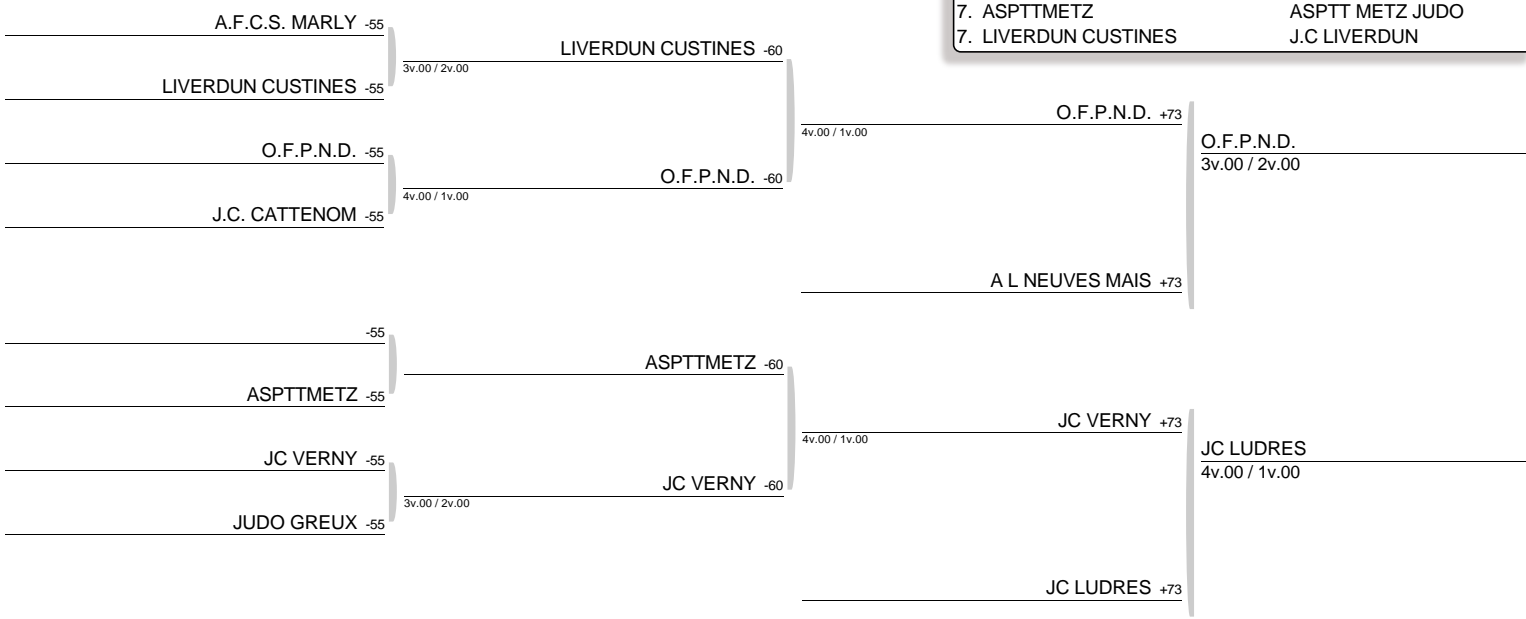 7. ASPTTMETZ ASPTT METZ JUDO
7. LIVERDUN CUSTINES J.C LIVERDUN
A.F.C.S. MARLY -55
LIVERDUN CUSTINES -55
O.F.P.N.D. -55
J.C. CATTENOM -55
-55
ASPTTMETZ -55
JC VERNY -55
JUDO GREUX -55
LIVERDUN CUSTINES -60
3v.00 / 2v.00
O.F.P.N.D. -60
4v.00 / 1v.00
ASPTTMETZ -60
JC VERNY -60
3v.00 / 2v.00
O.F.P.N.D. +73
4v.00 / 1v.00
A L NEUVES MAIS +73
JC VERNY +73
4v.00 / 1v.00
JC LUDRES +73
O.F.P.N.D.
3v.00 / 2v.00
JC LUDRES
4v.00 / 1v.00